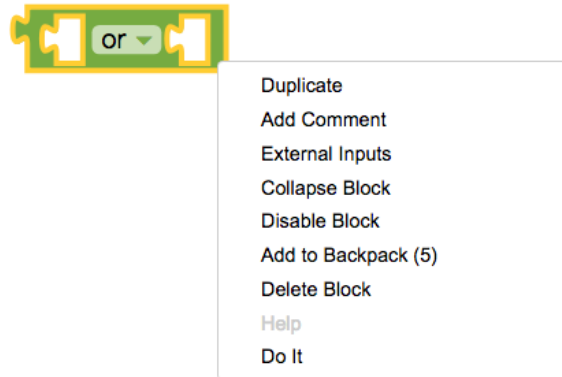 or
Duplicate
Add Comment
External Inputs
Collapse Block
Disable Block
Add to Backpack (5)
Delete Block
Help
Do It